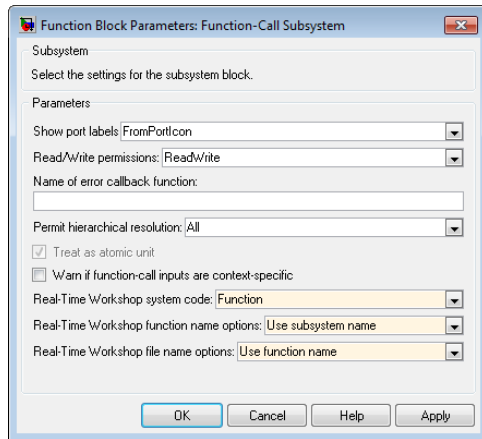 Function Block Parameters: Function-Call Subsystem
Subsystem
Select the settings for the subsystem block.
Parameters
Show port labels FromPortIcon
Read/Write permissions: ReadWrite
Name of error callback function:
Permit hierarchical resolution: All
Treat as atomic unit
Warn if function-call inputs are context-specific
Real-Time Workshop system code: Function
Real-Time Workshop function name options: Use subsystem name
Real-Time Workshop file name options: Use function name
OK Cancel Help Apply